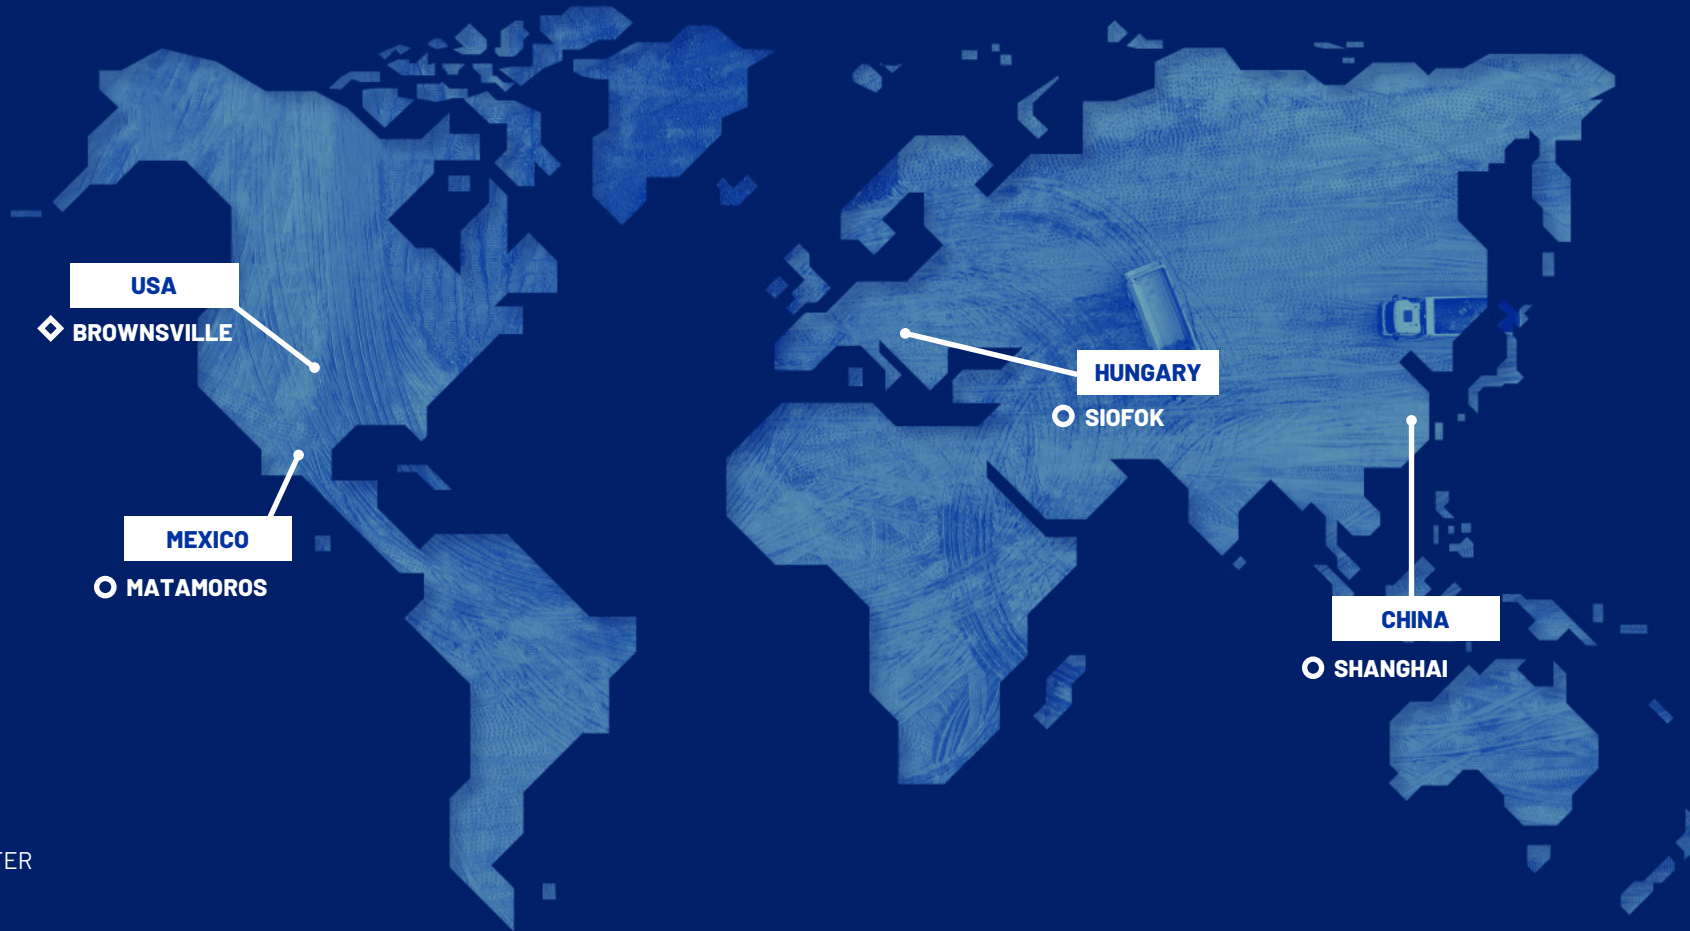 USA
BROWNSVILLE
HUNGARY
SIOFOK
MEXICO
MATAMOROS
CHINA
SHANGHAI
TER